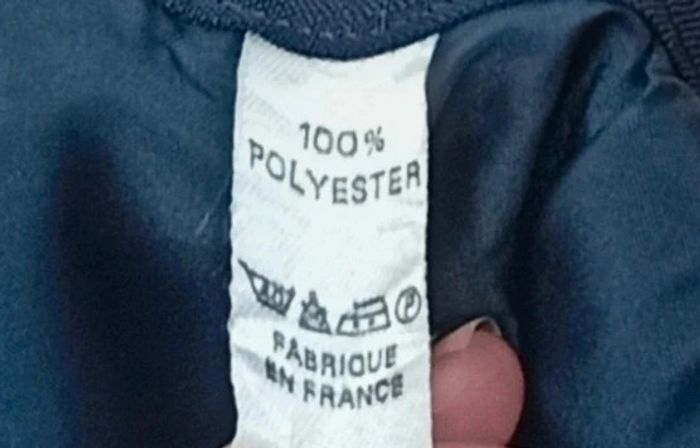 100%
POLYESTER
P
FABRIQUE
EN FRANCE